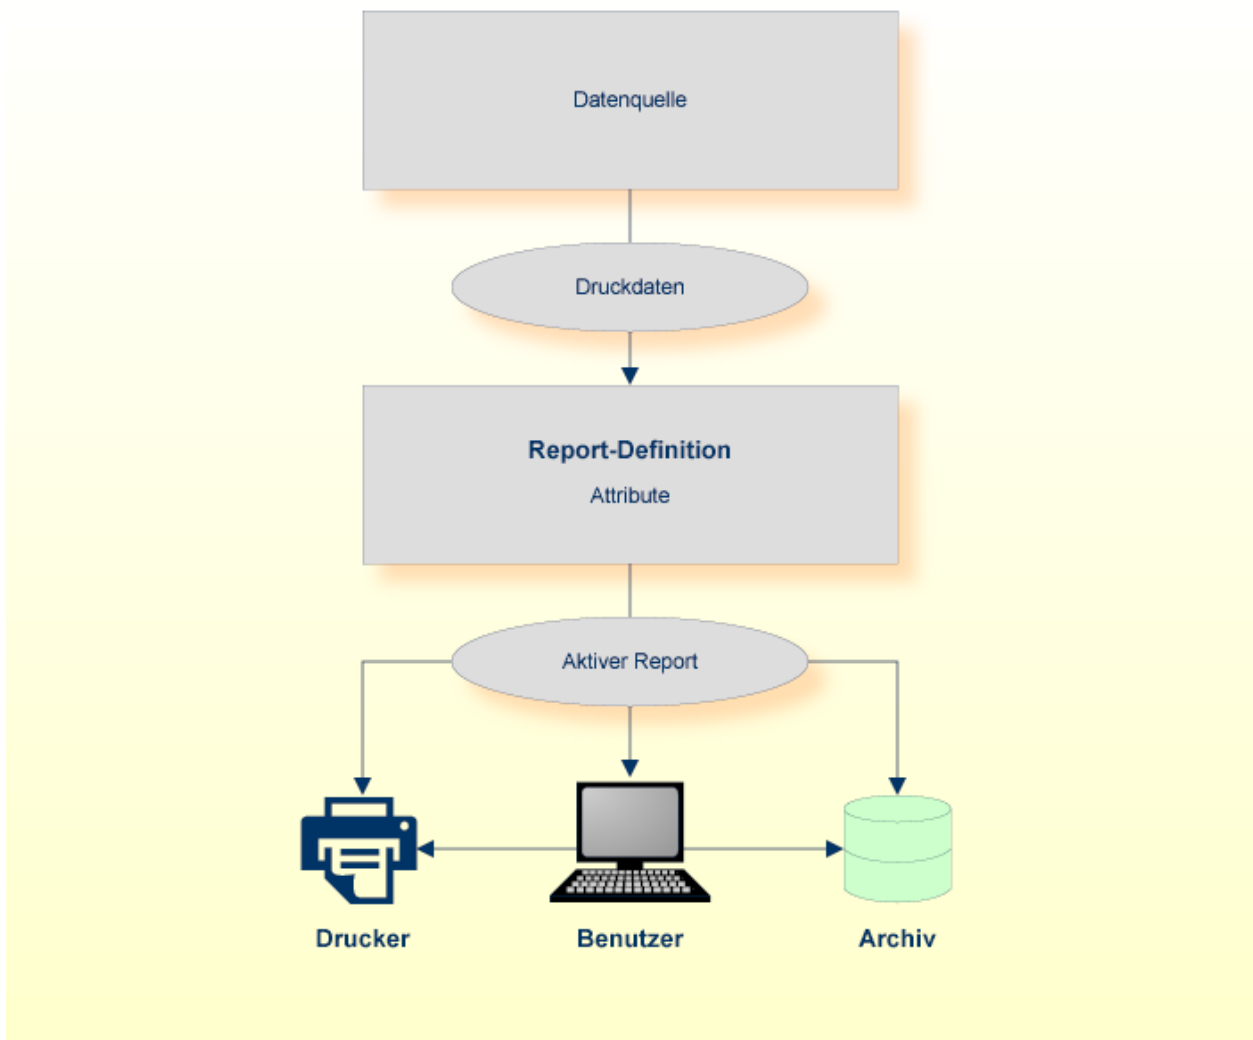 Datenquelle
Druckdaten
Report-Definition
Attribute
Aktiver Report
Drucker
Benutzer
Archiv